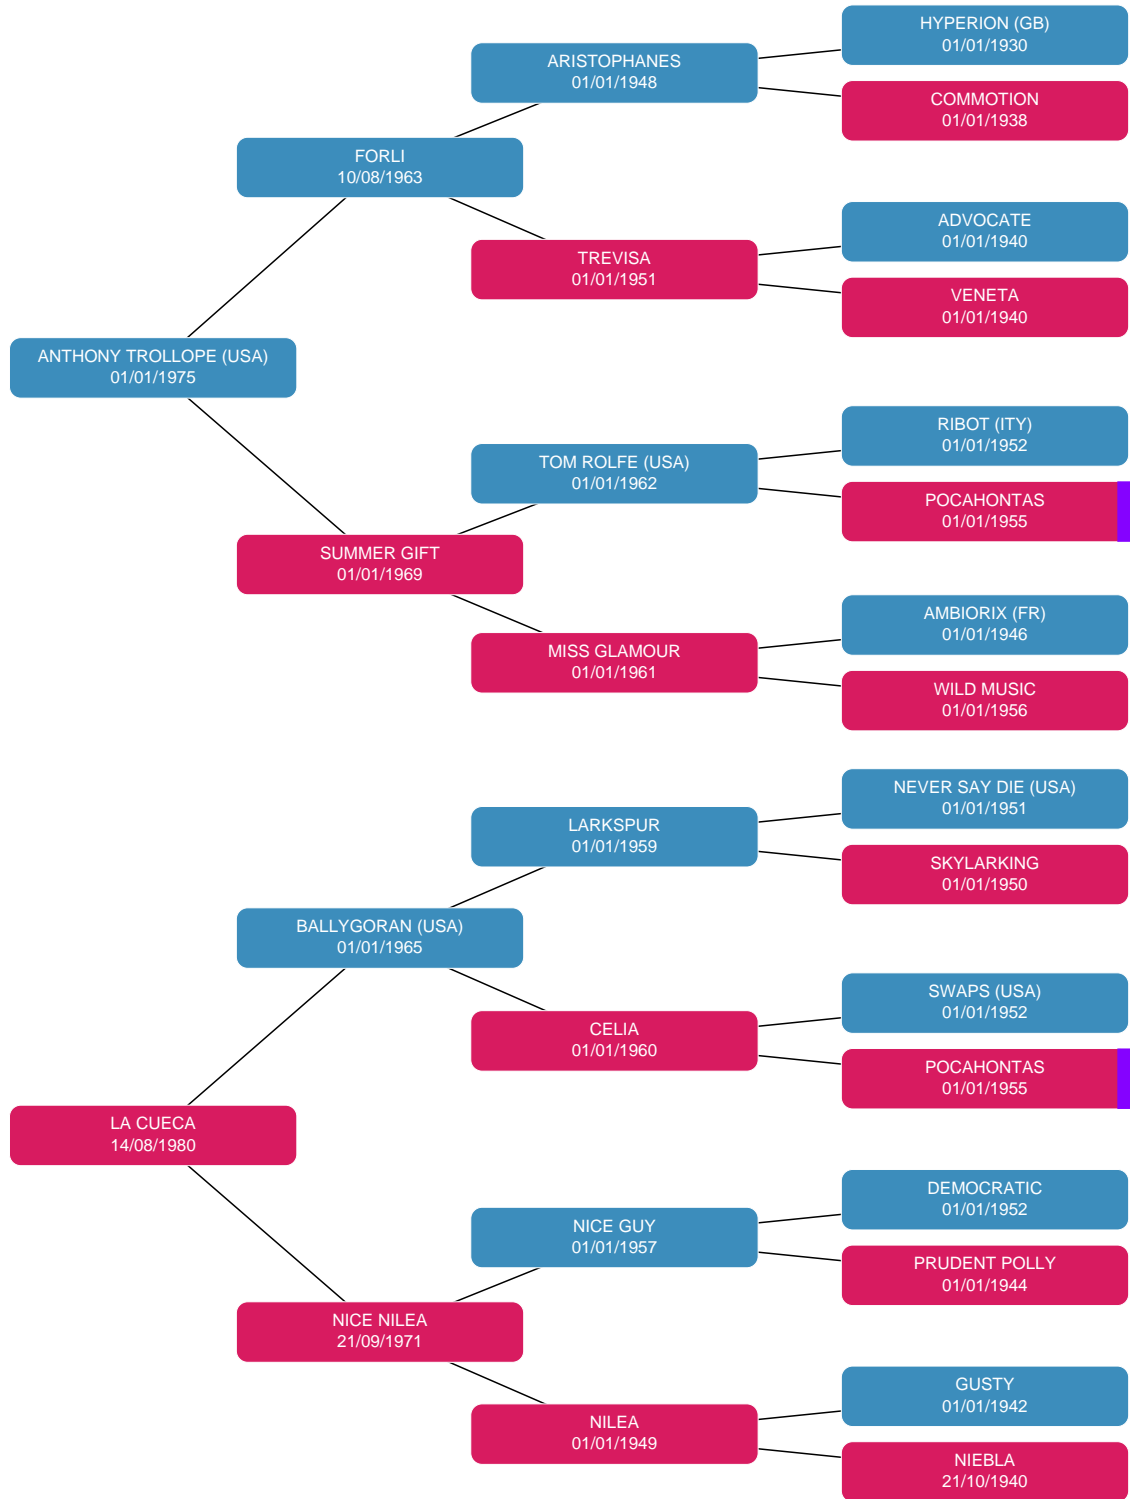 HYPERION (GB)
01/01/1930
ARISTOPHANES
01/01/1948
COMMOTION
01/01/1938
FORLI
10/08/1963
ADVOCATE
01/01/1940
TREVISA
01/01/1951
VENETA
01/01/1940
ANTHONY TROLLOPE (USA)
01/01/1975
RIBOT (ITY)
01/01/1952
TOM ROLFE (USA)
01/01/1962
POCAHONTAS
01/01/1955
SUMMER GIFT
01/01/1969
AMBIORIX (FR)
01/01/1946
MISS GLAMOUR
01/01/1961
WILD MUSIC
01/01/1956
NEVER SAY DIE (USA)
01/01/1951
LARKSPUR
01/01/1959
SKYLARKING
01/01/1950
BALLYGORAN (USA)
01/01/1965
SWAPS (USA)
01/01/1952
CELIA
01/01/1960
POCAHONTAS
01/01/1955
LA CUECA
14/08/1980
DEMOCRATIC
01/01/1952
NICE GUY
01/01/1957
PRUDENT POLLY
01/01/1944
NICE NILEA
21/09/1971
GUSTY
01/01/1942
NILEA
01/01/1949
NIEBLA
21/10/1940